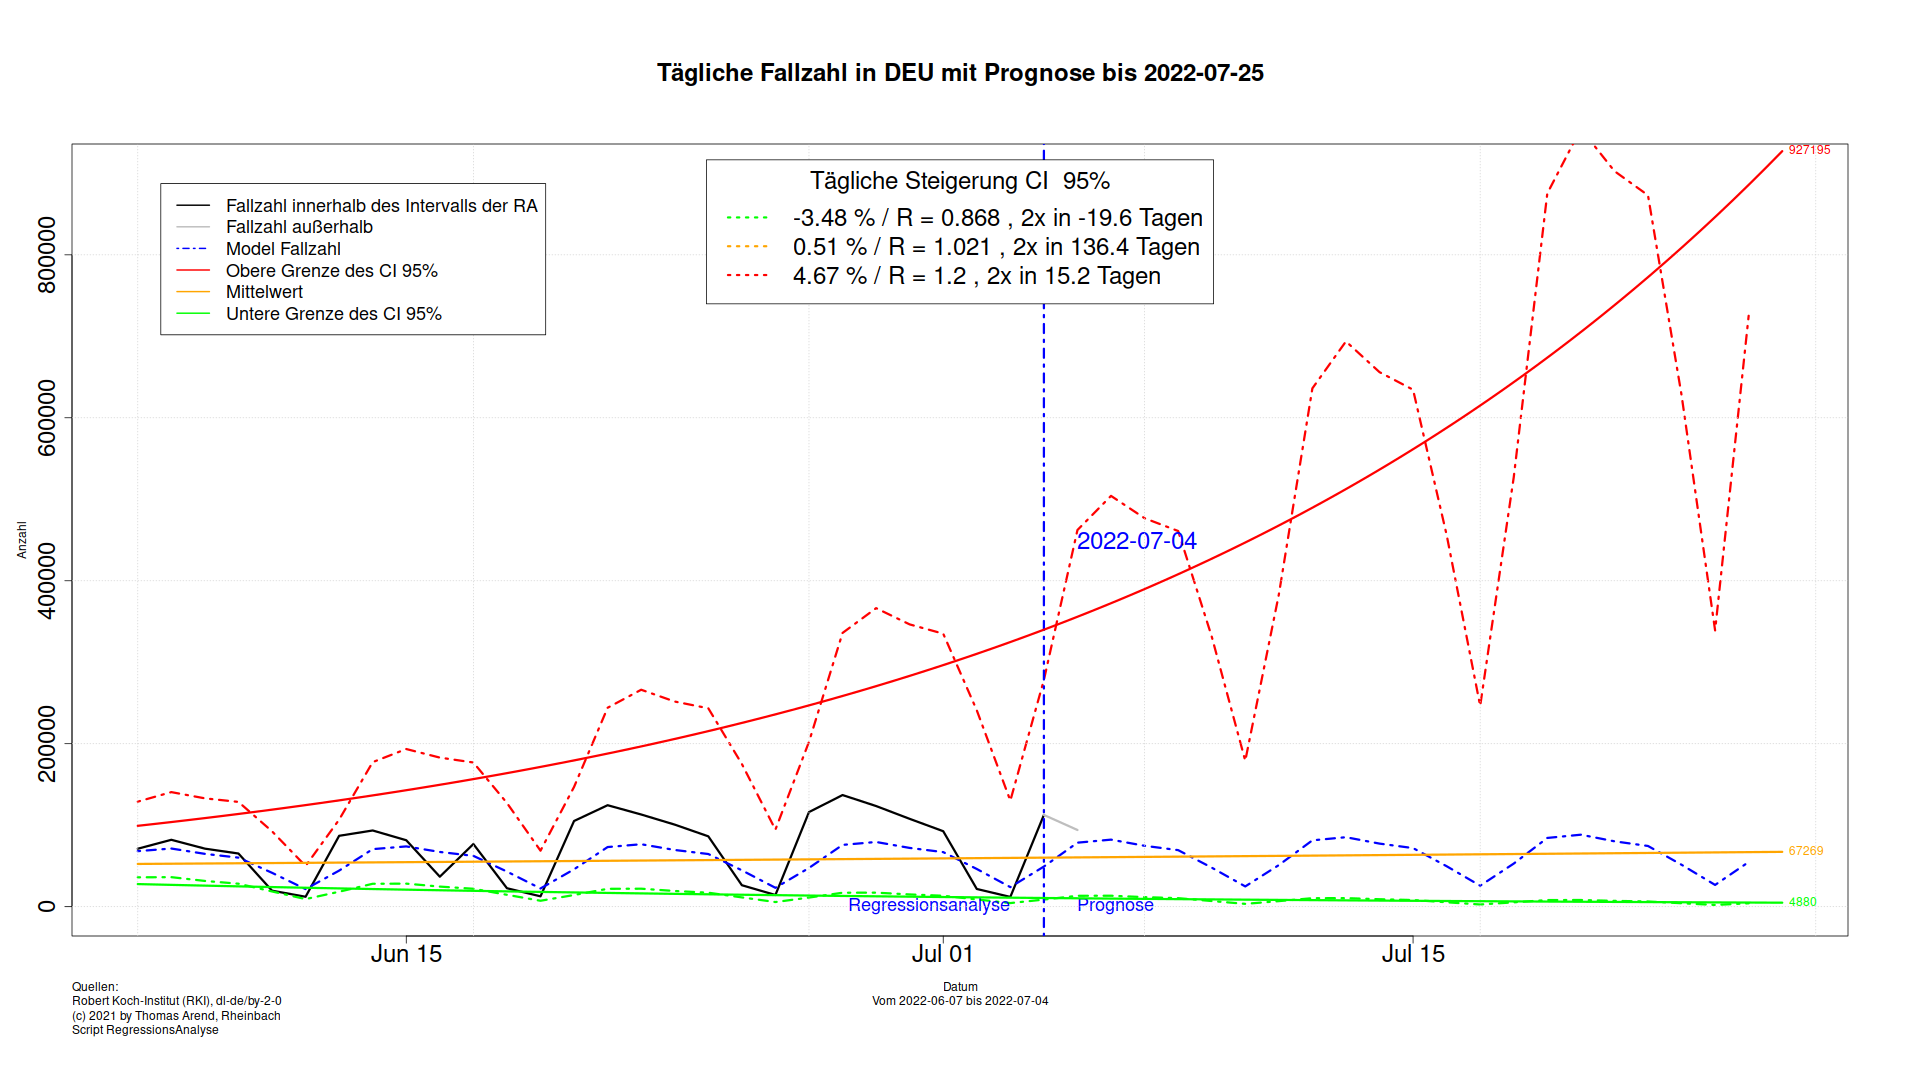 Tägliche Fallzahl in DEU mit Prognose bis 2022-07-25
927195
Tägliche Steigerung CI  95%
-3.48 % / R = 0.868 , 2x in -19.6 Tagen
0.51 % / R = 1.021 , 2x in 136.4 Tagen
4.67 % / R = 1.2 , 2x in 15.2 Tagen
Fallzahl innerhalb des Intervalls der RA
Fallzahl außerhalb
Model Fallzahl
Obere Grenze des CI 95%
Mittelwert
Untere Grenze des CI 95%
800000
600000
400000
200000
0
Anzahl
2022-07-04
67269
4880
Regressionsanalyse
Prognose
Jun 15
Jul 01
Jul 15
Datum
Vom 2022-06-07 bis 2022-07-04
Quellen:
Robert Koch-Institut (RKI), dl-de/by-2-0
(c) 2021 by Thomas Arend, Rheinbach
Script RegressionsAnalyse